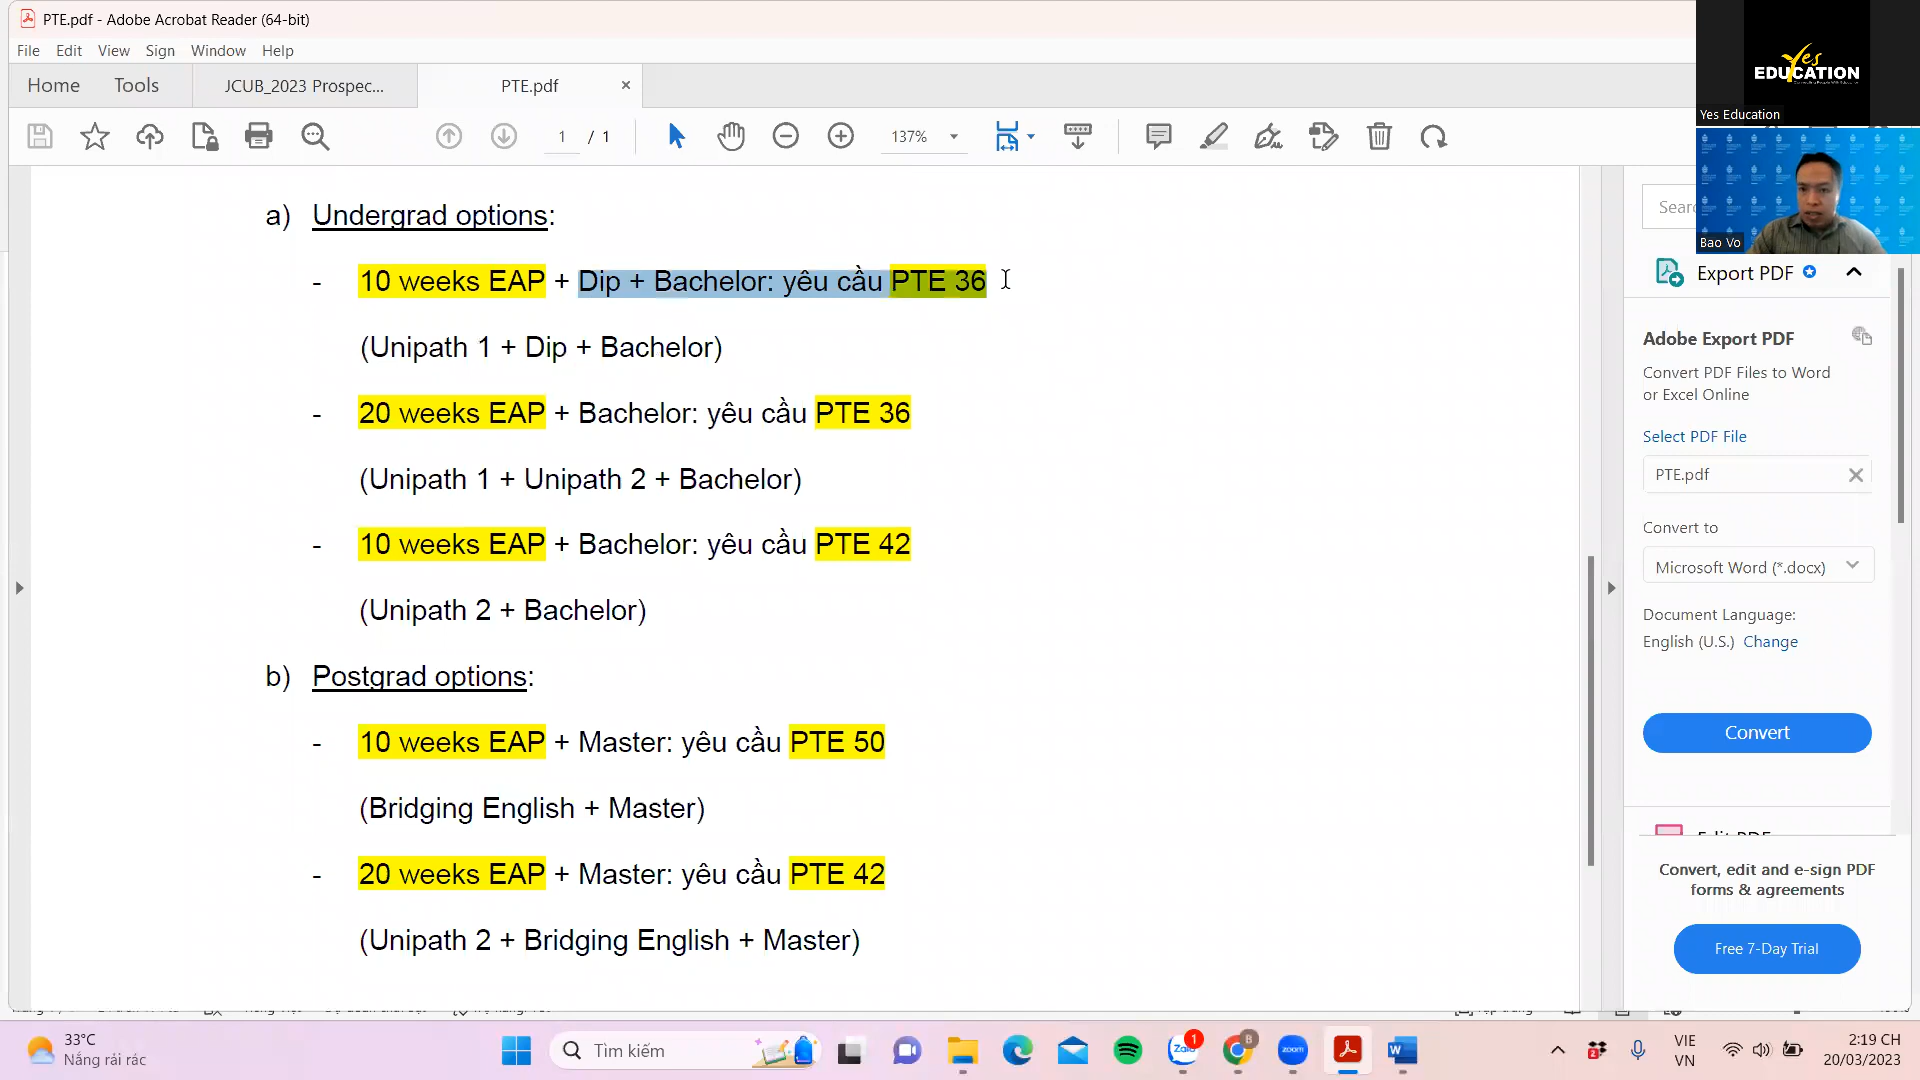 PTE.pdf - Adobe Acrobat Reader (64-bit)
File Edit View Sign Window Help
Home Tools JCUB_2023 Prospec... PTE.pdf
1 / 1 137%
Yes
EDUCATION
Yes Education
Bao Vo
a) Undergrad options:
- 10 weeks EAP + Dip + Bachelor: yêu cầu PTE 36
(Unipath 1 + Dip + Bachelor)
- 20 weeks EAP + Bachelor: yêu cầu PTE 36
(Unipath 1 + Unipath 2 + Bachelor)
- 10 weeks EAP + Bachelor: yêu cầu PTE 42
(Unipath 2 + Bachelor)
b) Postgrad options:
- 10 weeks EAP + Master: yêu cầu PTE 50
(Bridging English + Master)
- 20 weeks EAP + Master: yêu cầu PTE 42
(Unipath 2 + Bridging English + Master)
Export PDF
Adobe Export PDF
Convert PDF Files to Word
or Excel Online
Select PDF File
PTE.pdf
Convert to
Microsoft Word (*.docx)
Document Language:
English (U.S.) Change
Convert
Edit PDF
Convert, edit and e-sign PDF
forms & agreements
Free 7-Day Trial
33°C
Nắng rải rác
Tìm kiếm
Zalo
1
B
zoom
2
VIE
VN
2:19 CH
20/03/2023